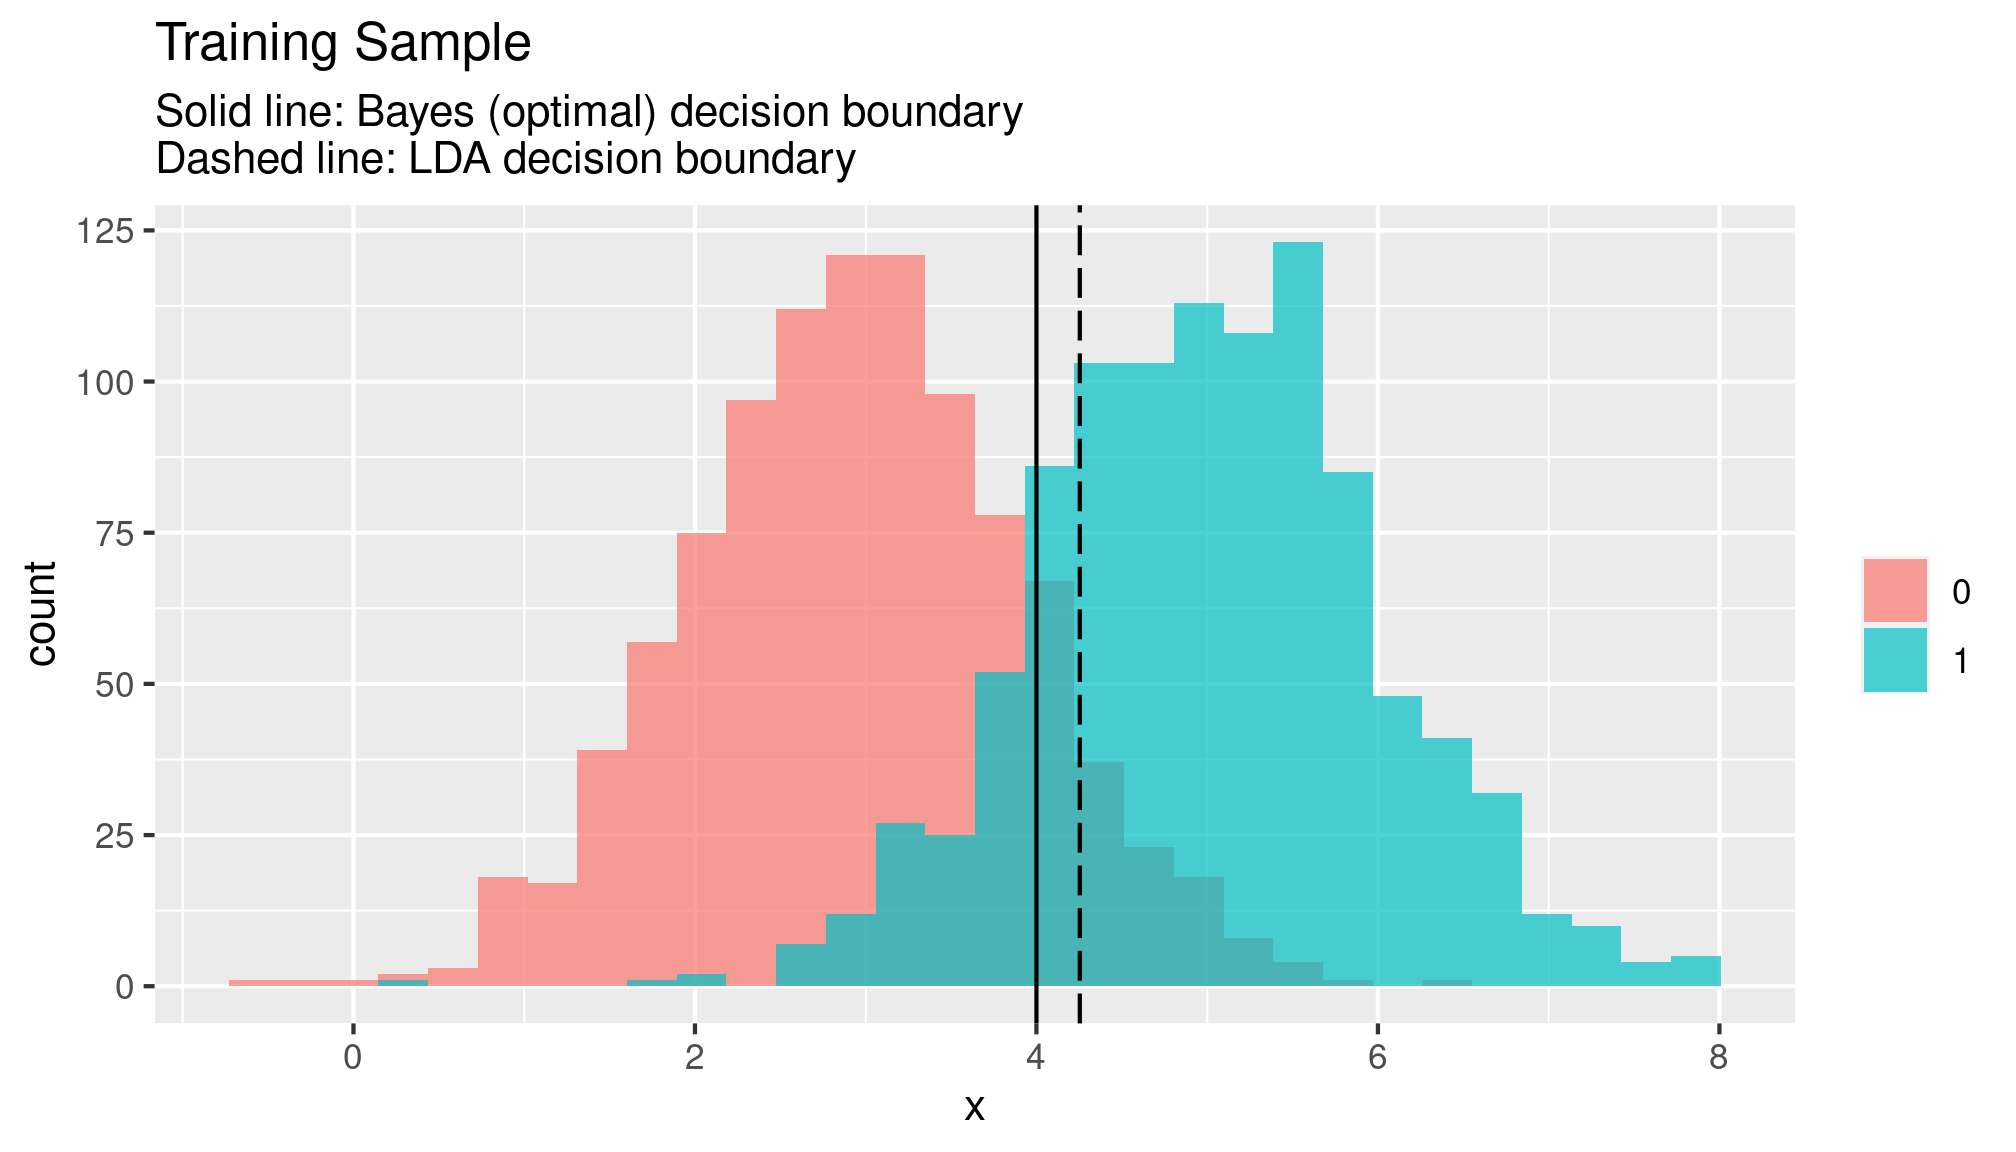 Training Sample
Solid line: Bayes (optimal) decision boundary
Dashed line: LDA decision boundary
125
100
75
50
25
0
count
0
2
4
6
8
x
0
1